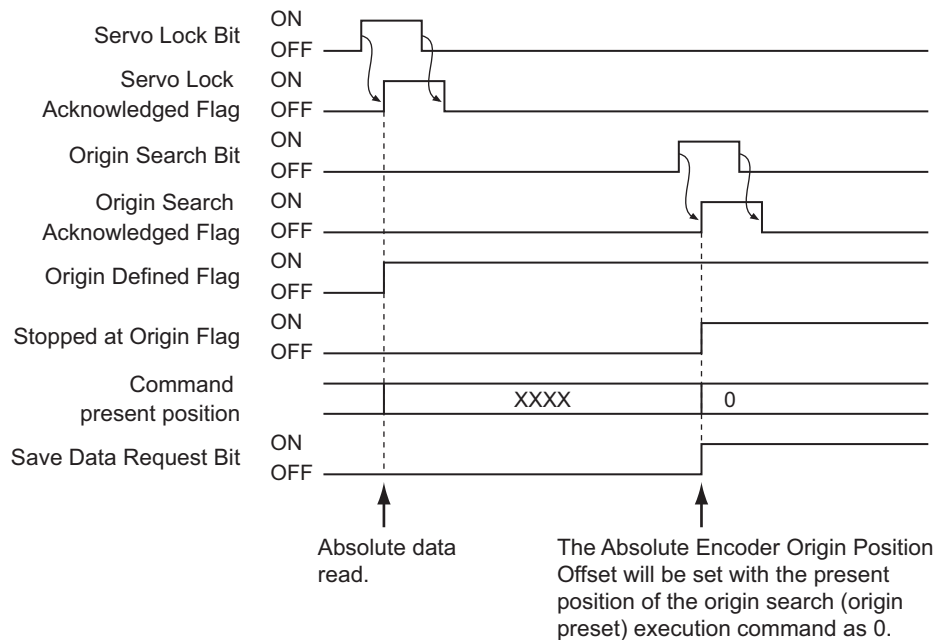 ON
Servo Lock Bit
OFF
Servo Lock
ON
Acknowledged Flag
OFF
ON
Origin Search Bit
OFF
Origin Search
ON
Acknowledged Flag
OFF
ON
Origin Defined Flag
OFF
ON
Stopped at Origin Flag
OFF
Command
present position
XXXX
0
ON
Save Data Request Bit
OFF
Absolute data
read.
The Absolute Encoder Origin Position
Offset will be set with the present
position of the origin search (origin
preset) execution command as 0.